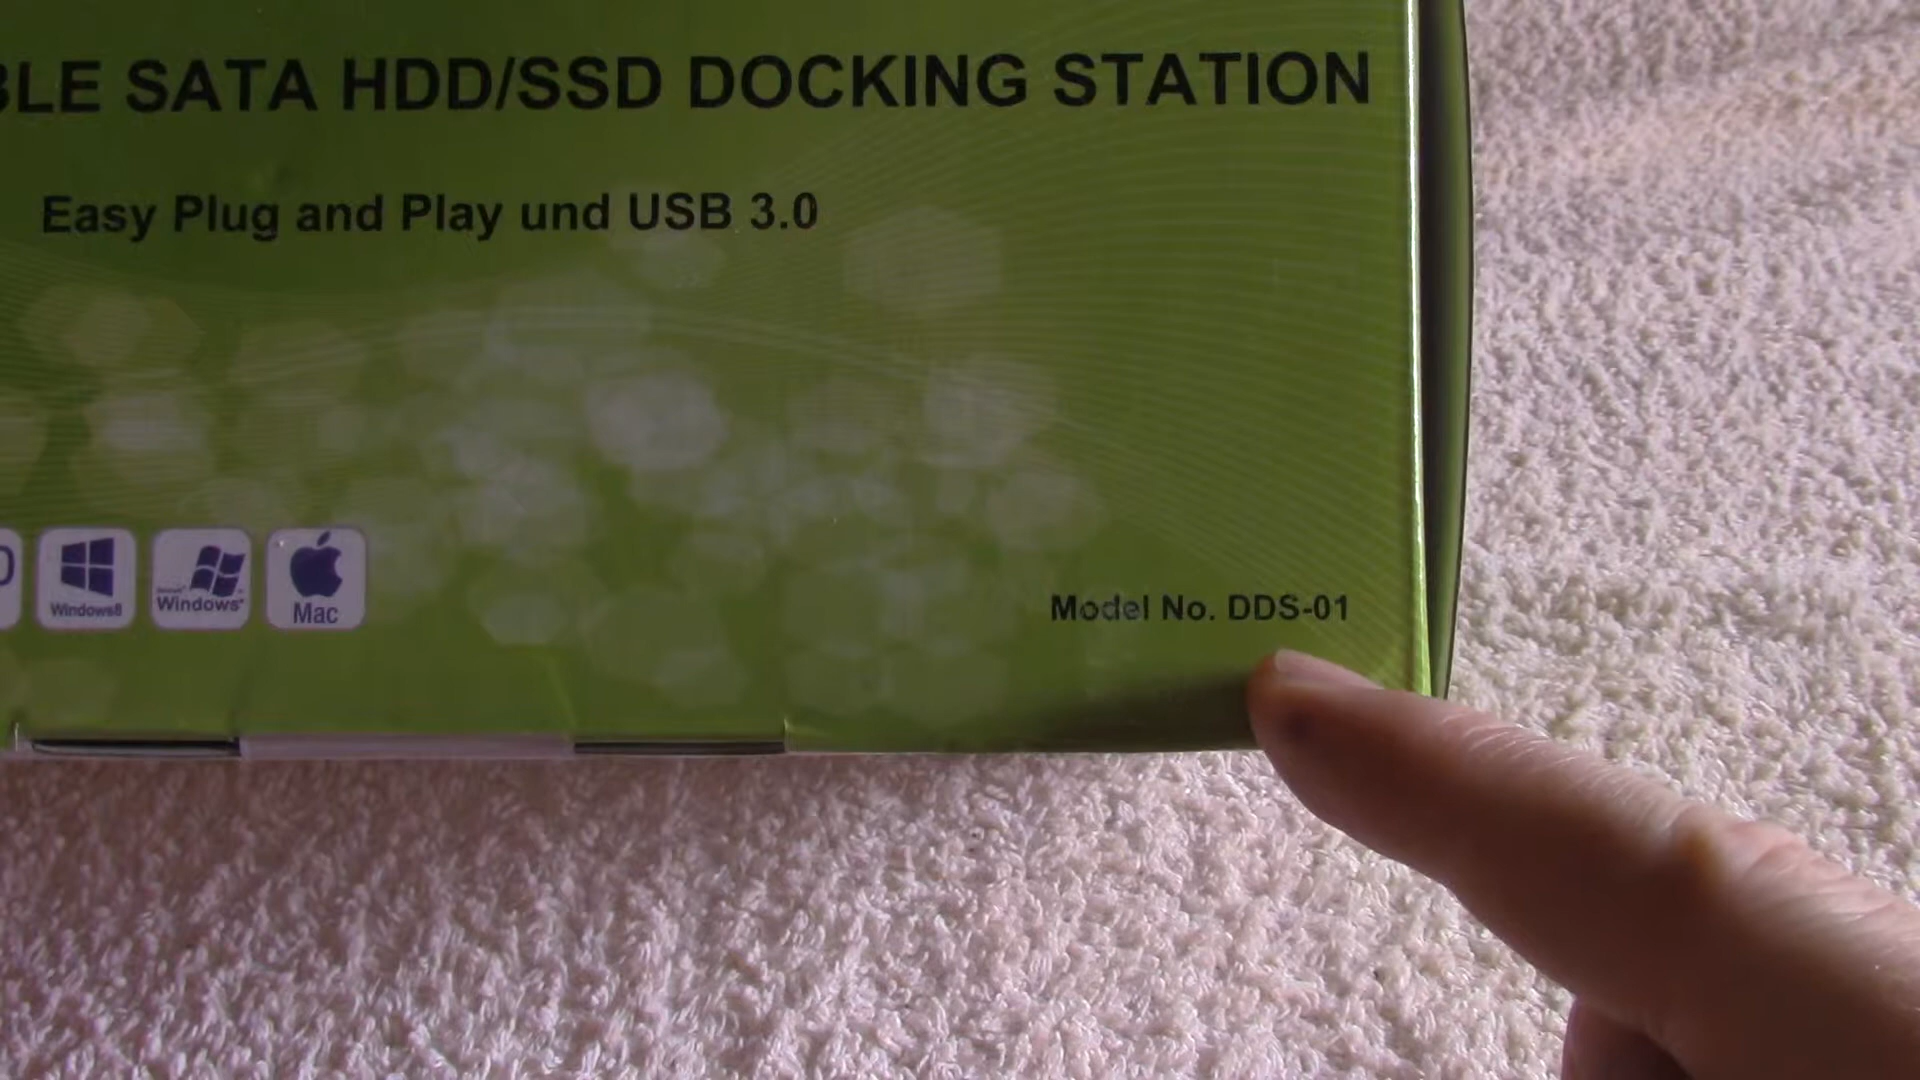 BLE SATA HDD/SSD DOCKING STATION
Easy Plug and Play und USB 3.0
Windows8
Windows
Mac
Model No. DDS-01